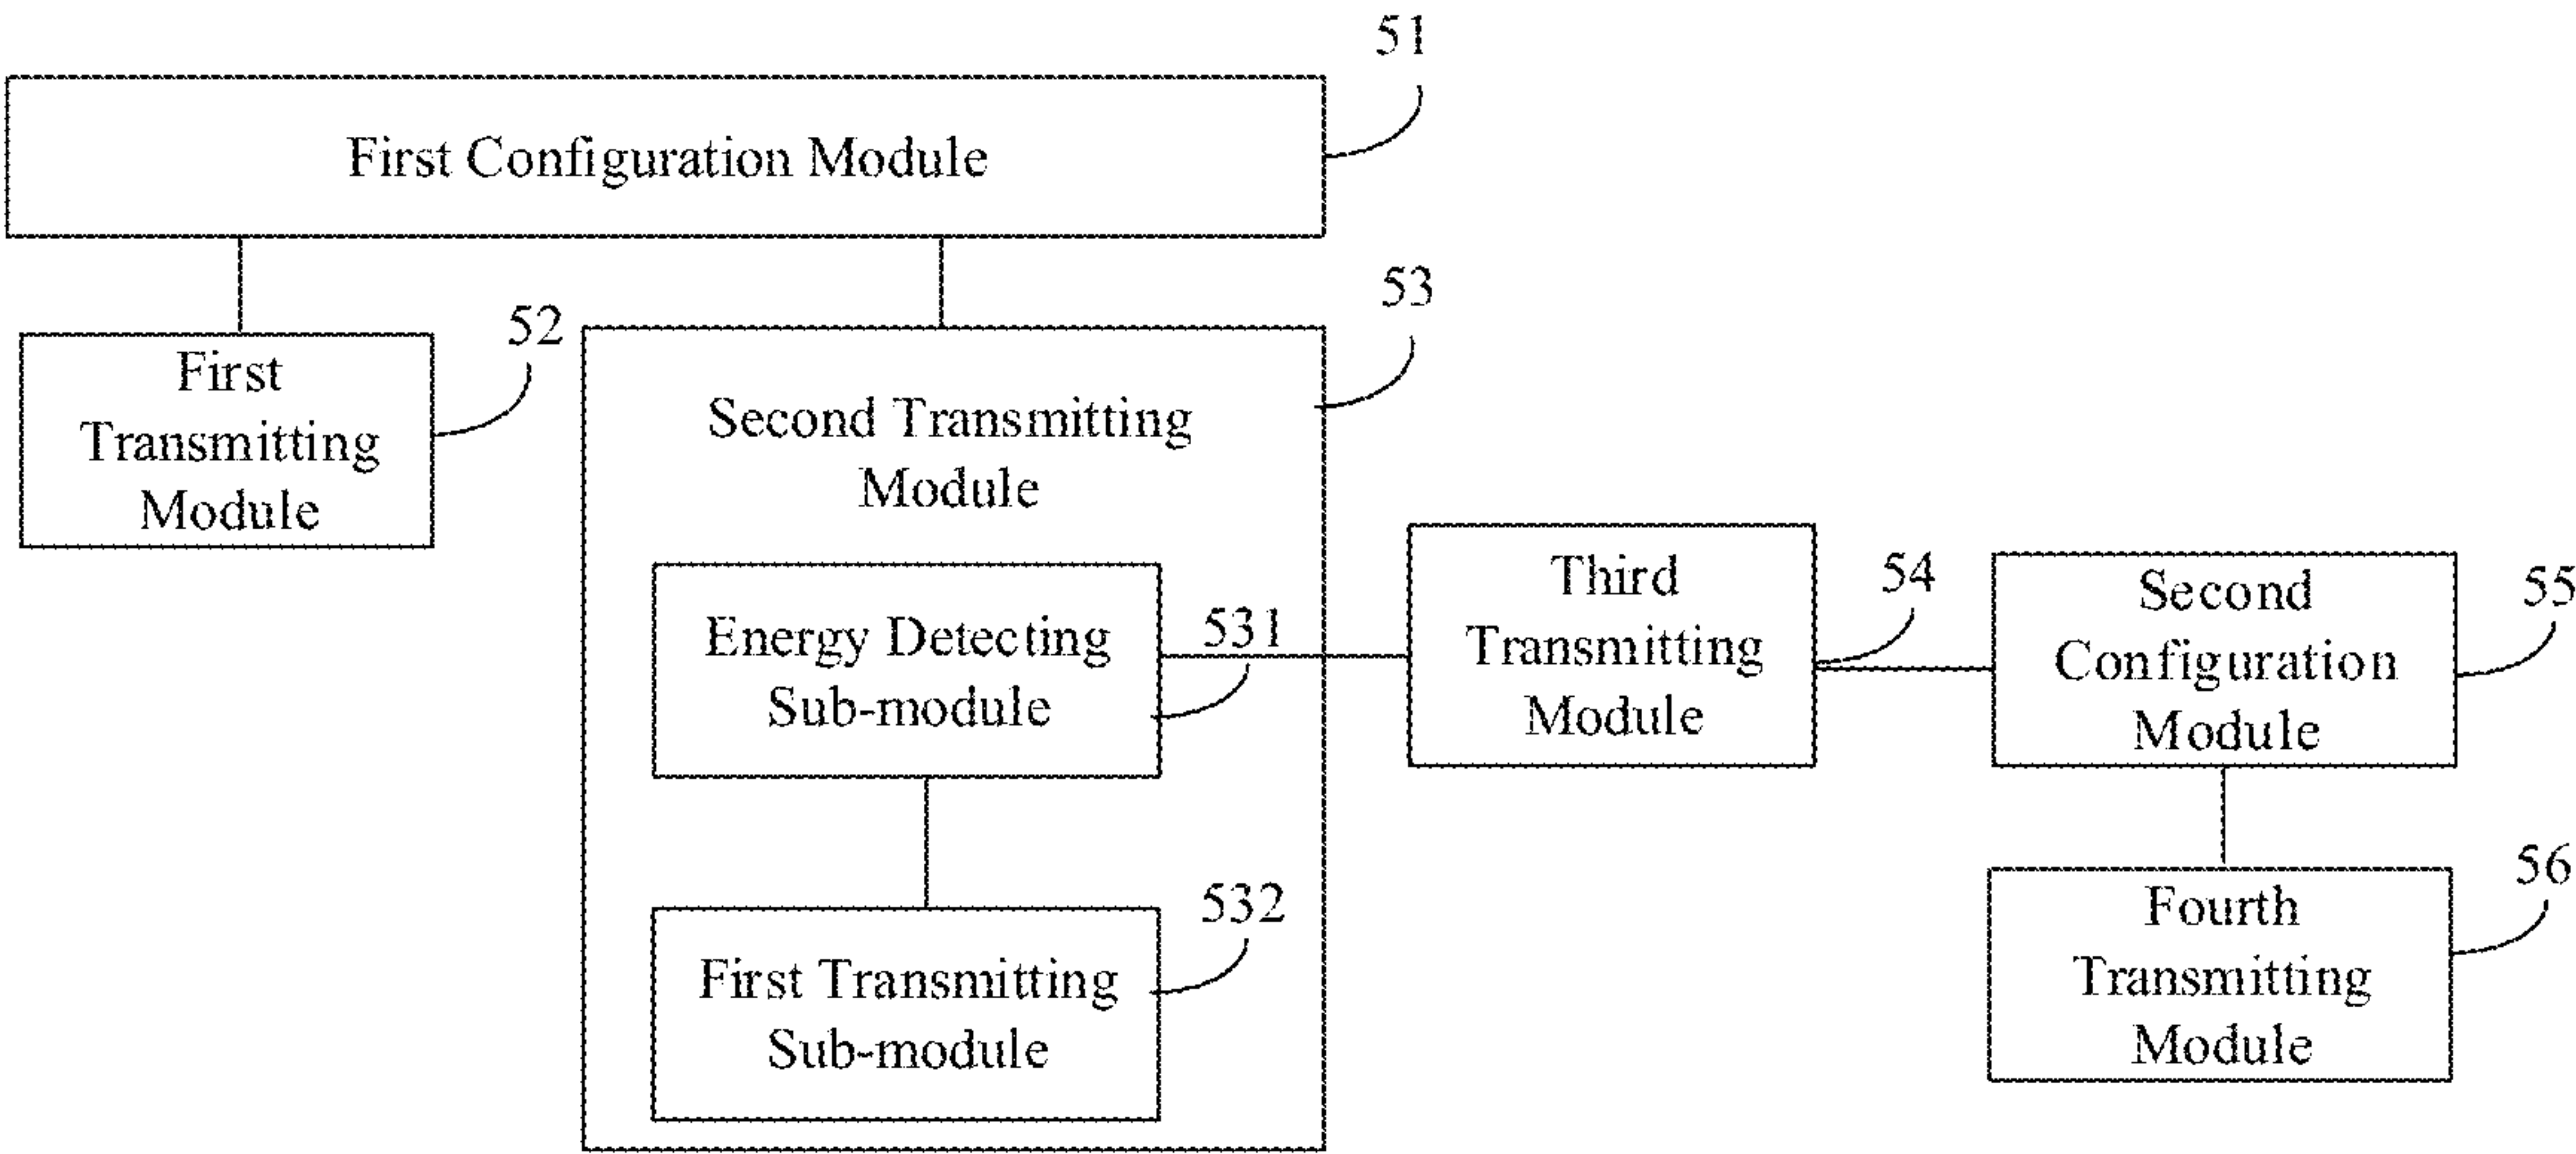 51
First Configuration Module
52
First
Transmitting
Module
53
Second Transmitting
Module
531
Energy Detecting
Sub-module
532
First Transmitting
Sub-module
54
Third
Transmitting
Module
55
Second
Configuration
Module
56
Fourth
Transmitting
Module